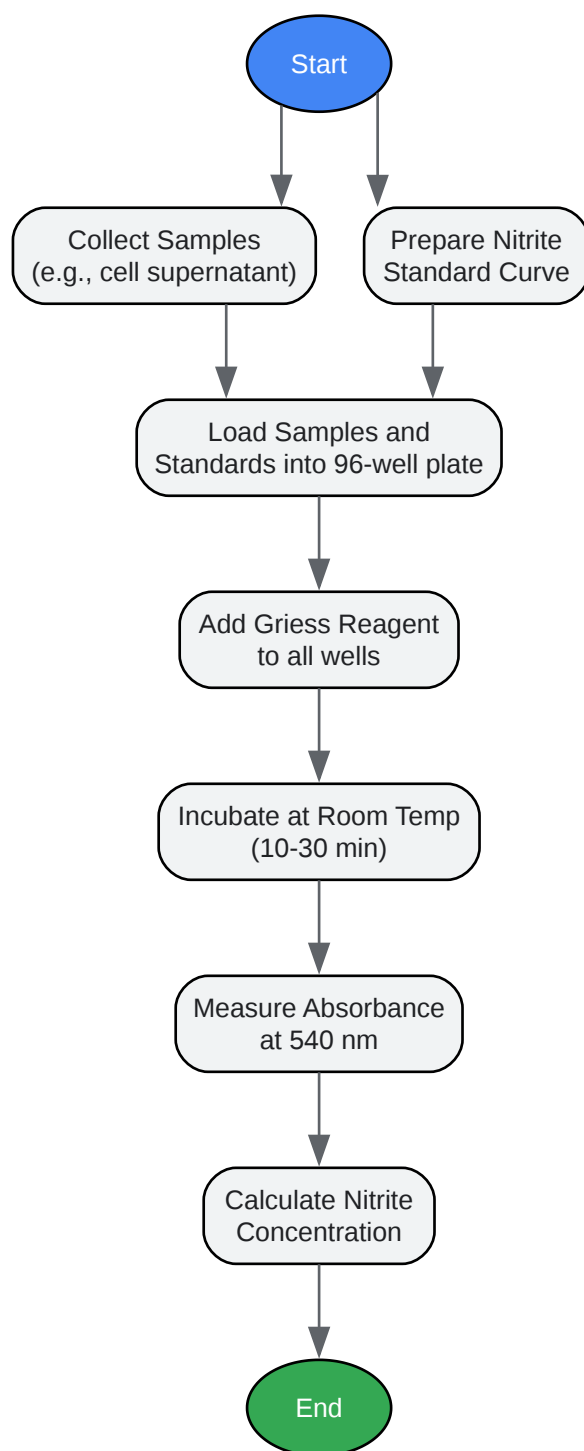 Start
Collect Samples
(e.g., cell supernatant)
Prepare Nitrite
Standard Curve
Load Samples and
Standards into 96-well plate
Add Griess Reagent
to all wells
Incubate at Room Temp
(10-30 min)
Measure Absorbance
at 540 nm
Calculate Nitrite
Concentration
End